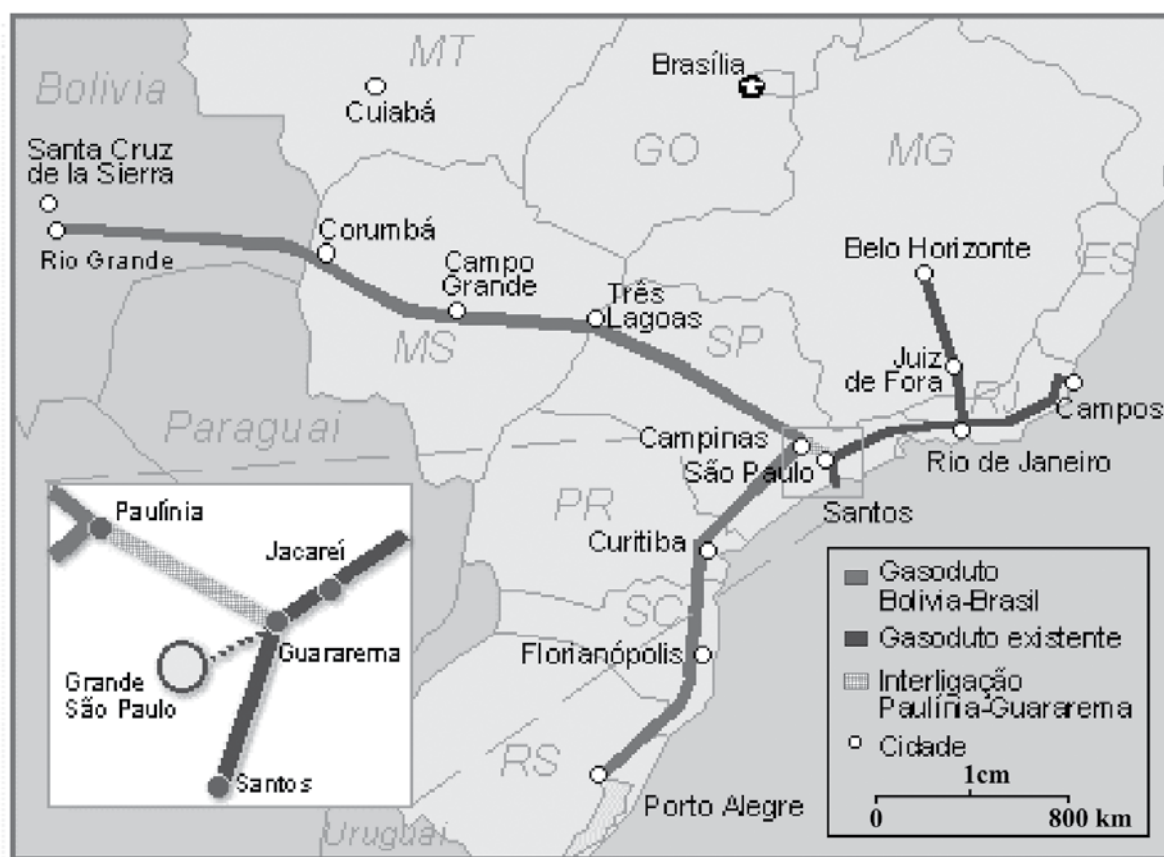 MT
Brasília
Bolivia
Cuiabá
GO
MG
Santa Cruz
de la Sierra
Rio Grande
Corumbá
Campo
Grande
Três
Lagoas
Belo Horizonte
ES
MS
SP
Juiz
de Fora
RJ
Campos
Paraguai
Campinas
São Paulo
Rio de Janeiro
Santos
PR
Curitiba
SC
Florianópolis
RS
Porto Alegre
Uruguai
Paulínia
Jacareí
Guararema
Grande
São Paulo
Santos
Gasoduto
Bolivia-Brasil
Gasoduto existente
Interligação
Paulínia-Guararema
Cidade
1cm
0 800 km